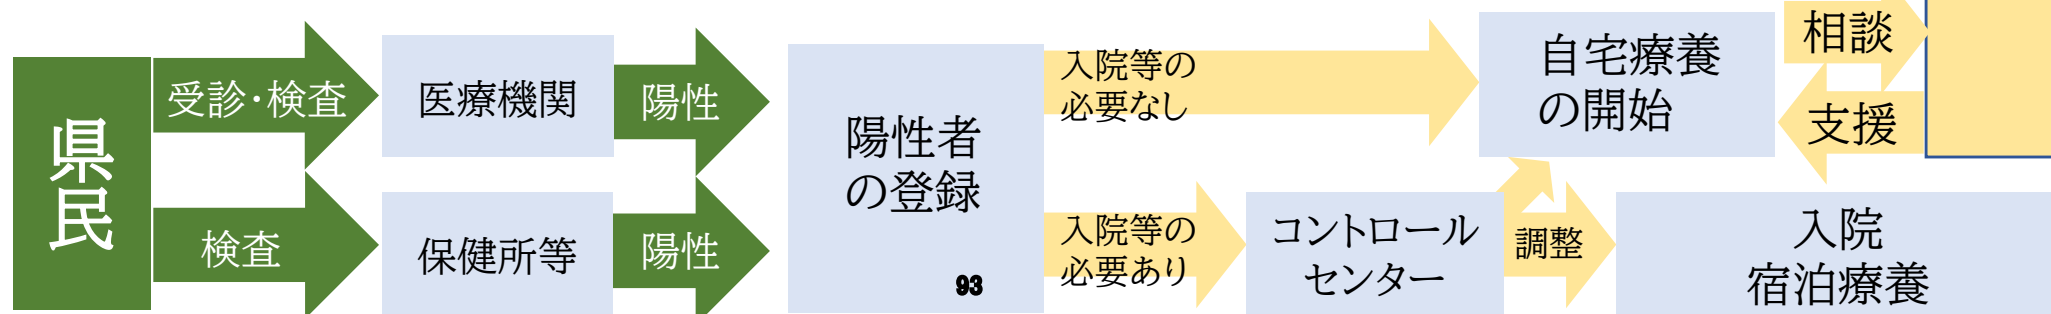 県民
受診・検査
検査
医療機関
保健所等
陽性
陽性
陽性者
の登録
93
入院等の
必要なし
入院等の
必要あり
コントロール
センター
調整
自宅療養
の開始
相談
支援
入院
宿泊療養